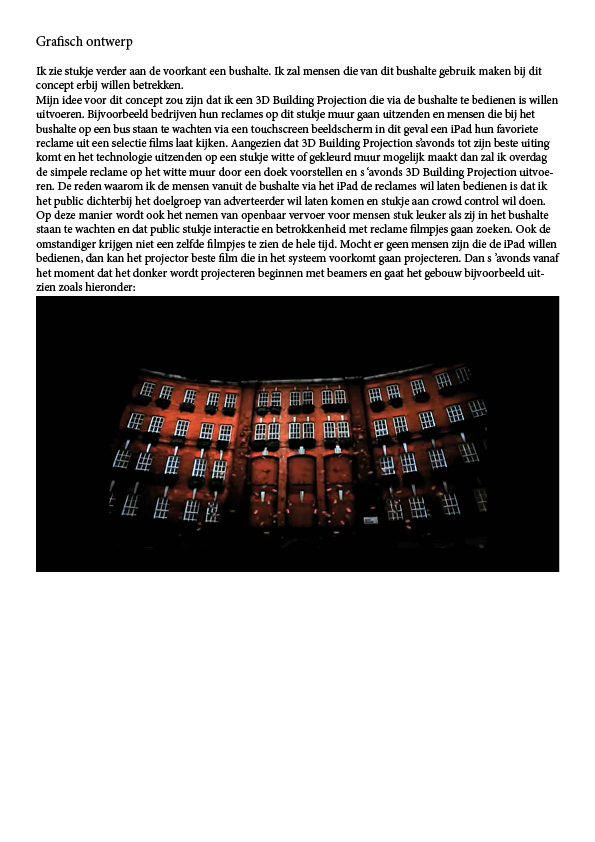 Grafisch ontwerp
Ik zie stukje verder aan de voorkant een bushalte. Ik zal mensen die van dit bushalte gebruik maken bij dit
concept erbij willen betrekken.
Mijn idee voor dit concept zou zijn dat ik een 3D Building Projection die via de bushalte te bedienen is willen
uitvoeren. Bijvoorbeeld bedrijven hun reclames op dit stukje muur gaan uitzenden en mensen die bij het
bushalte op een bus staan te wachten via een touchscreen beeldscherm in dit geval een iPad hun favoriete
reclame uit een selectie films laat kijken. Aangezien dat 3D Building Projection s’avonds tot zijn beste uiting
komt en het technologie uitzenden op een stukje witte of gekleurd muur mogelijk maakt dan zal ik overdag
de simpele reclame op het witte muur door een doek voorstellen en s ‘avonds 3D Building Projection uitvoe-
ren. De reden waarom ik de mensen vanuit de bushalte via het iPad de reclames wil laten bedienen is dat ik
het public dichterbij het doelgroep van adverteerder wil laten komen en stukje aan crowd control wil doen.
Op deze manier wordt ook het nemen van openbaar vervoer voor mensen stuk leuker als zij in het bushalte
staan te wachten en dat public stukje interactie en betrokkenheid met reclame filmpjes gaan zoeken. Ook de
omstandiger krijgen niet een zelfde filmpjes te zien de hele tijd. Mocht er geen mensen zijn die de iPad willen
bedienen, dan kan het projector beste film die in het systeem voorkomt gaan projecteren. Dan s ’avonds vanaf
het moment dat het donker wordt projecteren beginnen met beamers en gaat het gebouw bijvoorbeeld uit-
zien zoals hieronder: